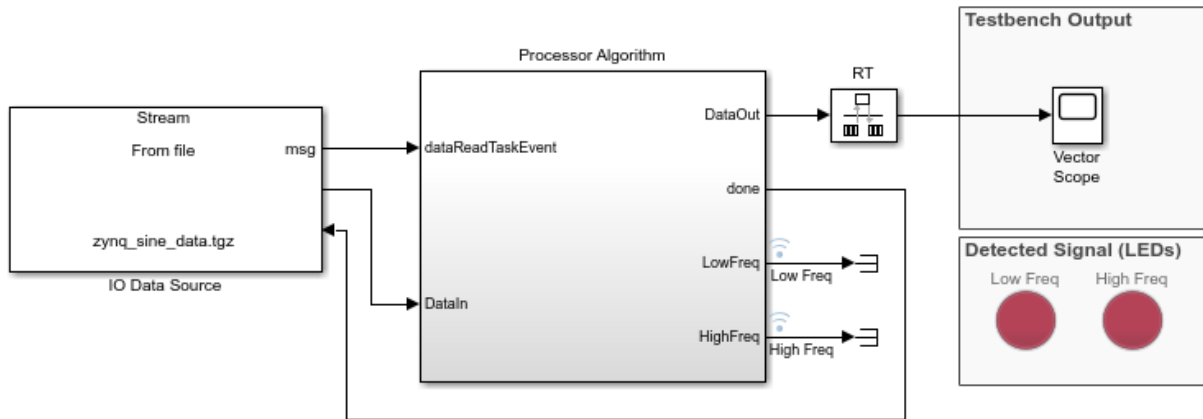 Testbench Output
Processor Algorithm
RT
Stream
DataOut
From file
msg
dataReadTaskEvent
Vector
Scope
done
zynq_sine_data.tgz
Detected Signal (LEDs)
LowFreq
Low Freq
Low Freq
High Freq
IO Data Source
DataIn
HighFreq
High Freq